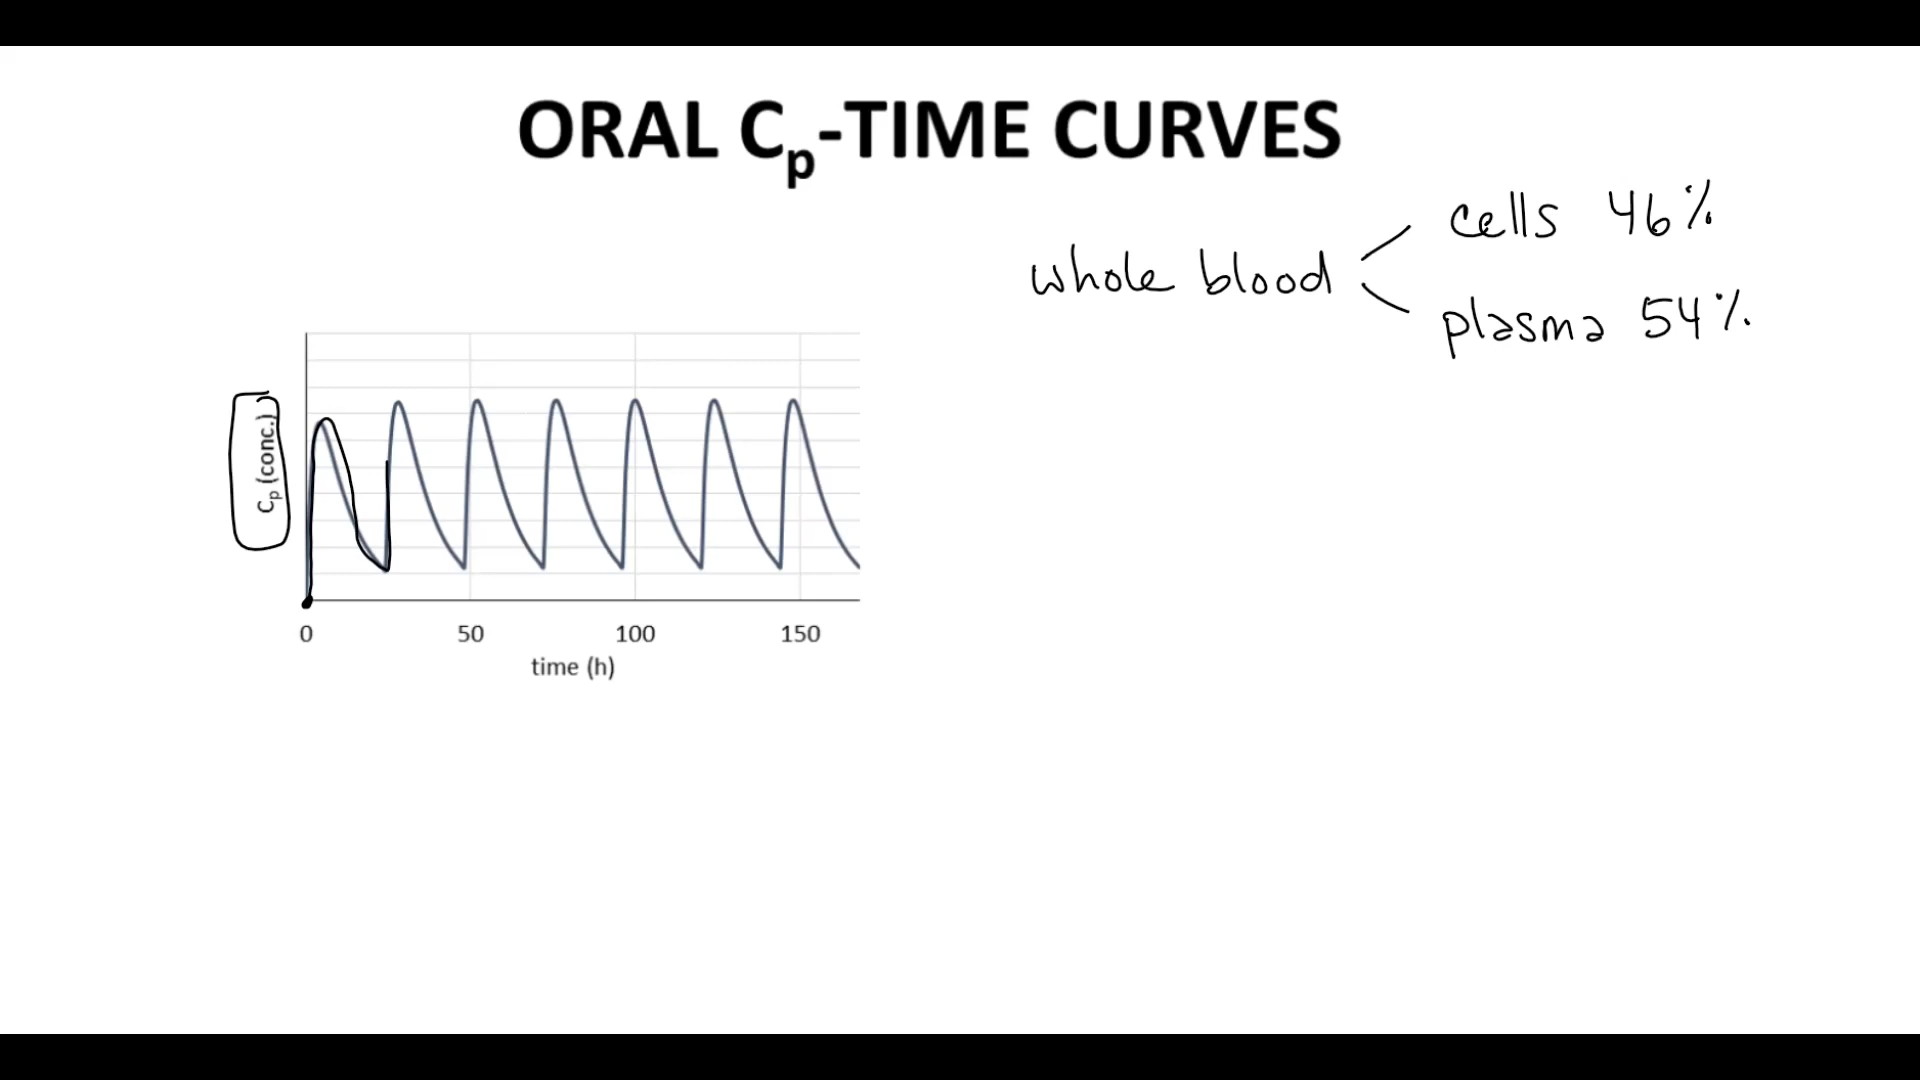 ORAL Cp-TIME CURVES
cells 46%
whole blood
plasma 54%
Cp (conc.)
0 50 100 150
time (h)